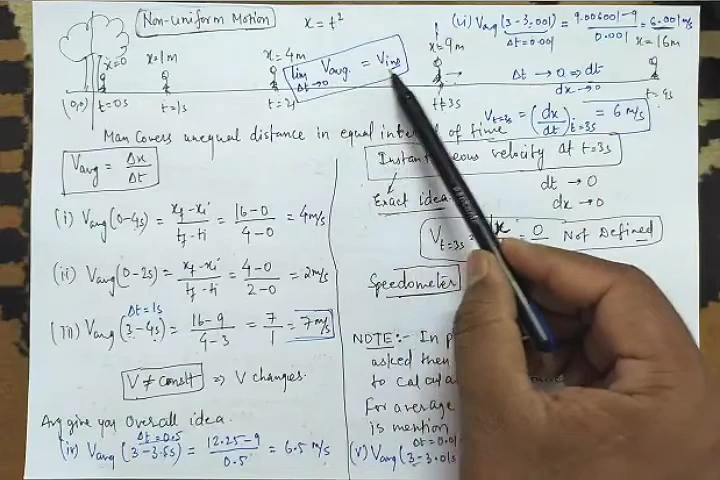 Non-uniform Motion
x = t²
(vi) Vavg (3-3.001) = 9.006001-9 / 0.001 = 6.001 m/s
Δt = 0.001
x=0
x=1m
x=4m
x=9m
x=16m
lim Δt→0 Vavg. = Vins
Δt → 0 ⇒ dt
dx → 0
(0,0)
t=0s
t=1s
t=2s
t=3s
t=4s
Vt=3s = (dx/dt)t=3s = 6 m/s
Man covers unequal distance in equal interval of time
Vavg = Δx/Δt
Instantaneous velocity at t=3s
dt → 0
Exact idea
dx → 0
(i) Vavg (0-4s) = xf-xi / tf-ti = 16-0 / 4-0 = 4m/s
Vt=3s
0
Not Defined
(ii) Vavg (0-2s) = xf-xi / tf-ti = 4-0 / 2-0 = 2m/s
Speedometer
Δt=1s
(iii) Vavg (3-4s) = 16-9 / 4-3 = 7/1 = 7m/s
NOTE:- In
asked then
V ≠ const ⇒ V changes.
For average
is mention
Avg give you overall idea.
Δt=0.5
(iv) Vavg (3-3.5s) = 12.25-9 / 0.5 = 6.5 m/s
Δt=0.01
(v) Vavg (3-3.01s